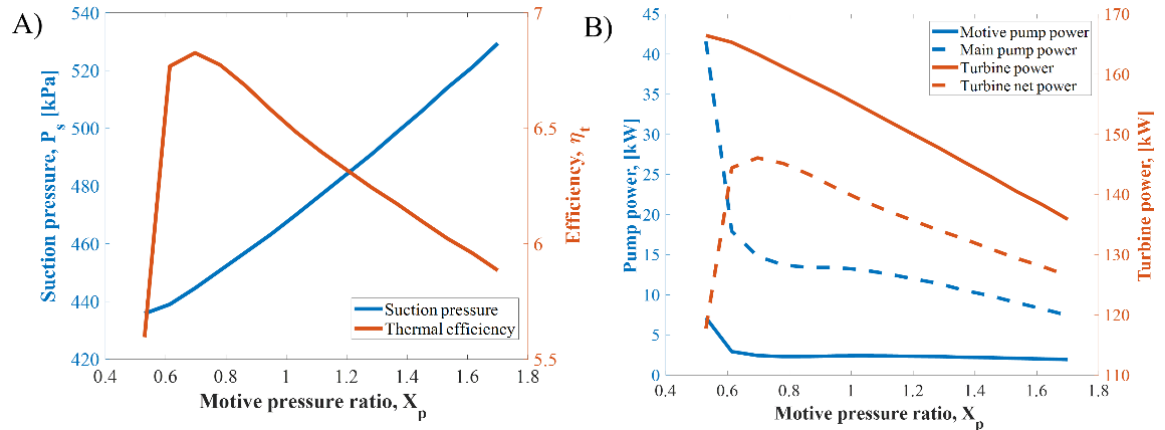 A)
540
520
500
480
460
440
420
Suction pressure, P_s [kPa]
7
6.5
6
5.5
Efficiency, η_t
Suction pressure
Thermal efficiency
0.4 0.6 0.8 1 1.2 1.4 1.6 1.8
Motive pressure ratio, X_p
B)
45
40
35
30
25
20
15
10
5
0
Pump power, [kW]
170
160
150
140
130
120
110
Turbine power, [kW]
Motive pump power
Main pump power
Turbine power
Turbine net power
0.4 0.6 0.8 1 1.2 1.4 1.6 1.8
Motive pressure ratio, X_p